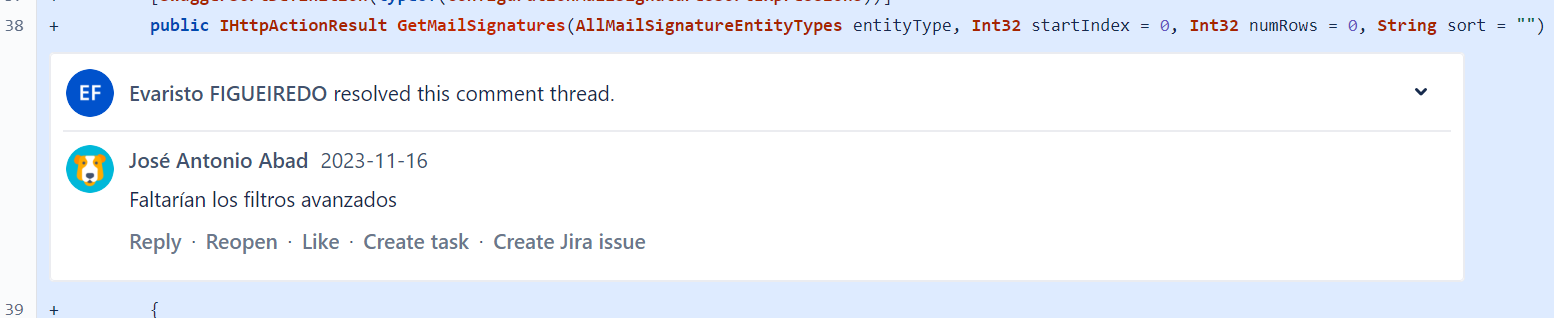 38 + public IHttpActionResult GetMailSignatures(AllMailSignatureEntityTypes entityType, Int32 startIndex = 0, Int32 numRows = 0, String sort = "")
EF Evaristo FIGUEIREDO resolved this comment thread.
José Antonio Abad 2023-11-16
Faltarían los filtros avanzados
Reply · Reopen · Like · Create task · Create Jira issue
39 + {